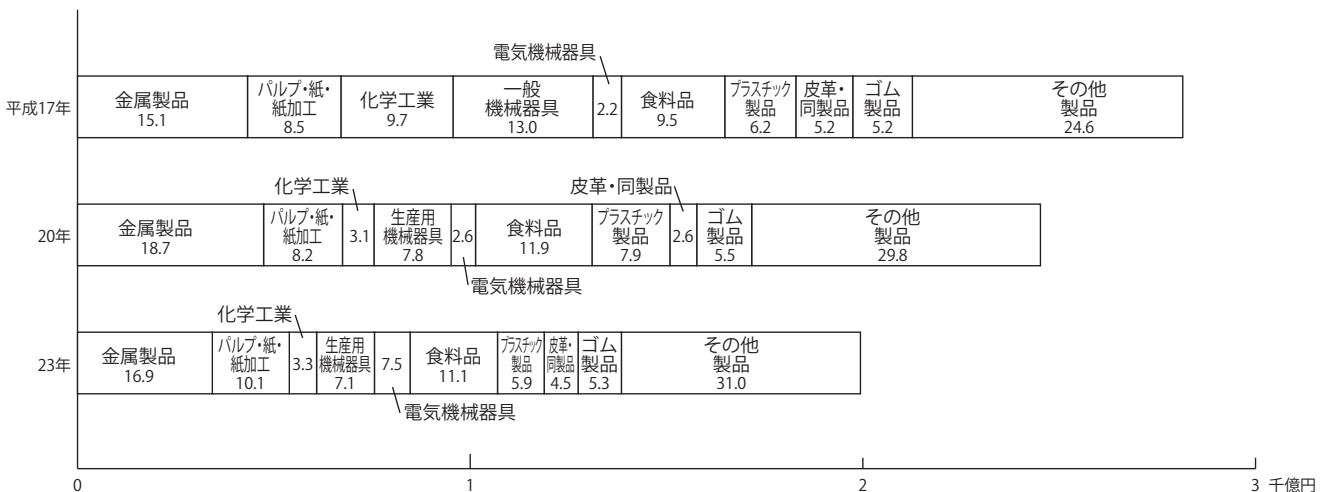 電気機械器具
平成17年
金属製品
15.1
パルプ・紙・
紙加工
8.5
化学工業
9.7
一般
機械器具
13.0
2.2
食料品
9.5
プラスチック
製品
6.2
皮革・
同製品
5.2
ゴム
製品
5.2
その他
製品
24.6
化学工業
皮革・同製品
20年
金属製品
18.7
パルプ・紙・
紙加工
8.2
3.1
生産用
機械器具
7.8
2.6
食料品
11.9
プラスチック
製品
7.9
2.6
ゴム
製品
5.5
その他
製品
29.8
電気機械器具
化学工業
23年
金属製品
16.9
パルプ・紙・
紙加工
10.1
3.3
生産用
機械器具
7.1
7.5
食料品
11.1
プラスチック
製品
5.9
皮革・
同製品
4.5
ゴム
製品
5.3
その他
製品
31.0
電気機械器具
0 1 2 3 千億円